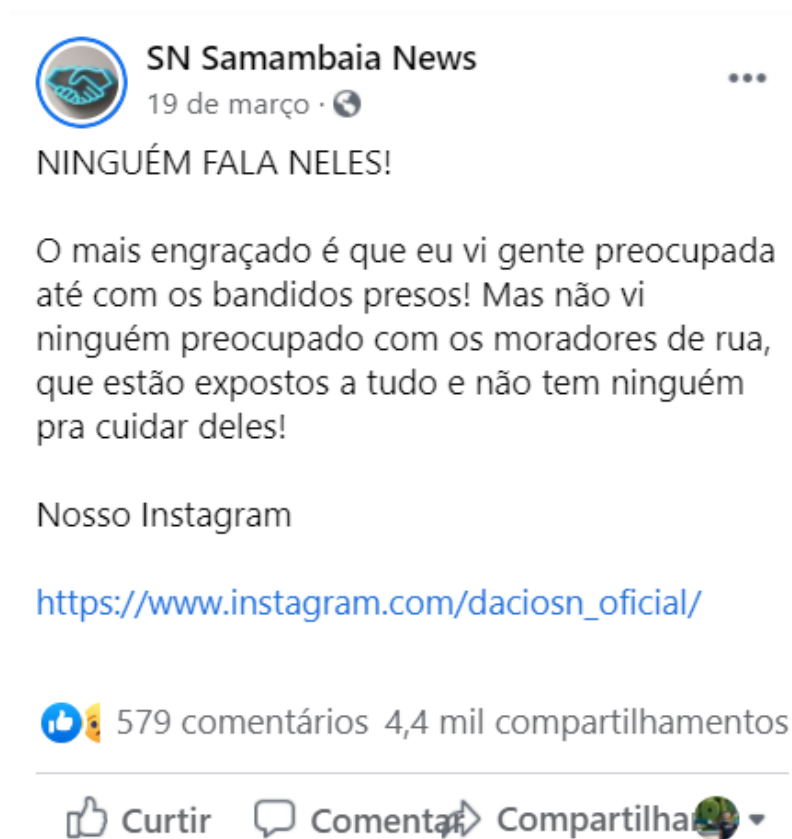 SN Samambaia News
19 de março ·
NINGUÉM FALA NELES!
O mais engraçado é que eu vi gente preocupada
até com os bandidos presos! Mas não vi
ninguém preocupado com os moradores de rua,
que estão expostos a tudo e não tem ninguém
pra cuidar deles!
Nosso Instagram
https://www.instagram.com/daciosn_oficial/
579 comentários 4,4 mil compartilhamentos
Curtir Comentar Compartilha